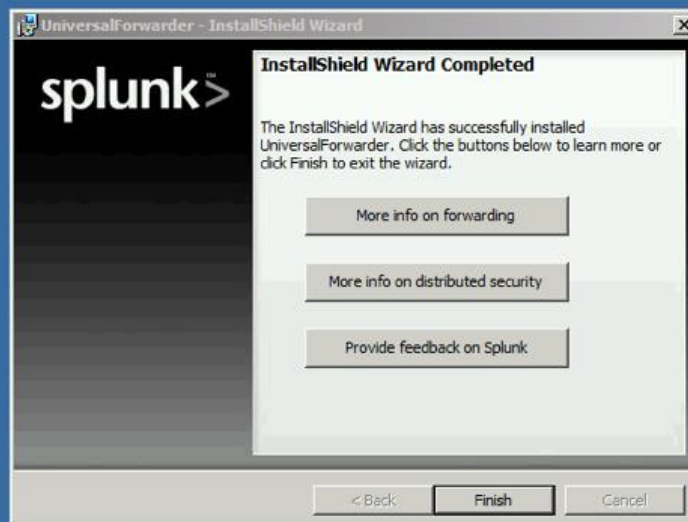 UniversalForwarder - InstallShield Wizard
splunk>
InstallShield Wizard Completed
The InstallShield Wizard has successfully installed
UniversalForwarder. Click the buttons below to learn more or
click Finish to exit the wizard.
More info on forwarding
More info on distributed security
Provide feedback on Splunk
< Back
Finish
Cancel